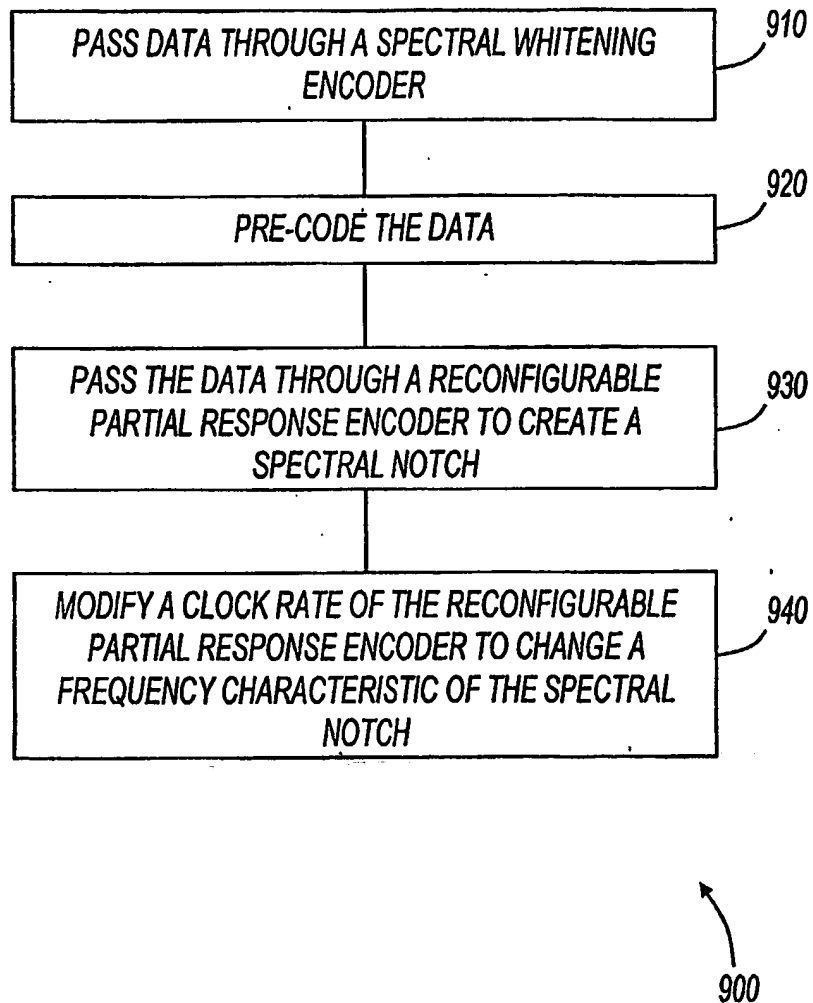 PASS DATA THROUGH A SPECTRAL WHITENING
ENCODER
910
PRE-CODE THE DATA
920
PASS THE DATA THROUGH A RECONFIGURABLE
PARTIAL RESPONSE ENCODER TO CREATE A
SPECTRAL NOTCH
930
MODIFY A CLOCK RATE OF THE RECONFIGURABLE
PARTIAL RESPONSE ENCODER TO CHANGE A
FREQUENCY CHARACTERISTIC OF THE SPECTRAL
NOTCH
940
900